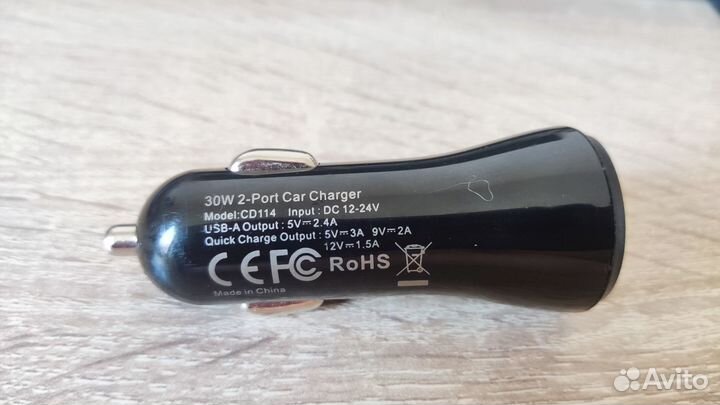 30W 2-Port Car Charger
Model:CD114 Input : DC 12-24V
USB-A Output : 5V⎓2.4A
Quick Charge Output : 5V⎓3A 9V⎓2A
12V⎓1.5A
CE FC RoHS
Made in China
Avito